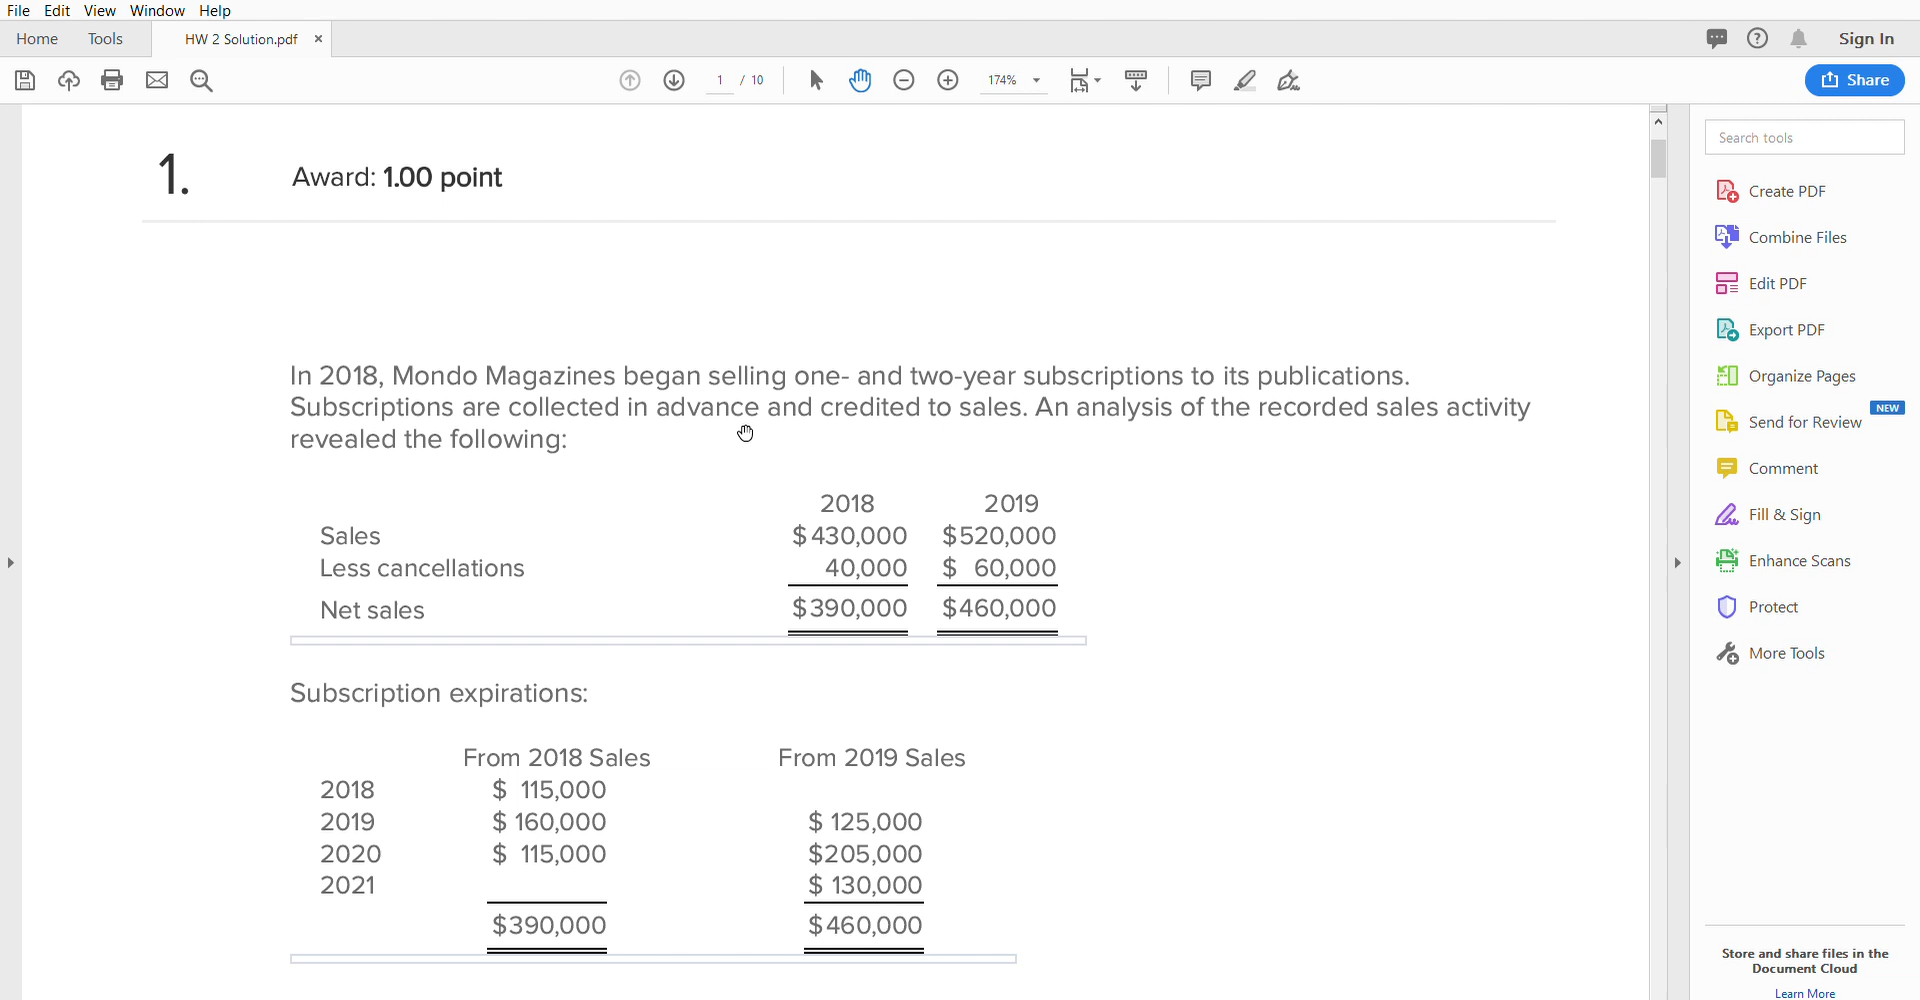 File Edit View Window Help
Home Tools HW 2 Solution.pdf × Sign In
1 / 10 174% Share
1. Award: 1.00 point
In 2018, Mondo Magazines began selling one- and two-year subscriptions to its publications.
Subscriptions are collected in advance and credited to sales. An analysis of the recorded sales activity
revealed the following:
2018 2019
Sales $430,000 $520,000
Less cancellations 40,000 $ 60,000
Net sales $390,000 $460,000
Subscription expirations:
From 2018 Sales From 2019 Sales
2018 $ 115,000
2019 $ 160,000 $ 125,000
2020 $ 115,000 $205,000
2021 $ 130,000
$390,000 $460,000
Search tools
Create PDF
Combine Files
Edit PDF
Export PDF
Organize Pages
NEW
Send for Review
Comment
Fill & Sign
Enhance Scans
Protect
More Tools
Store and share files in the
Document Cloud
Learn More